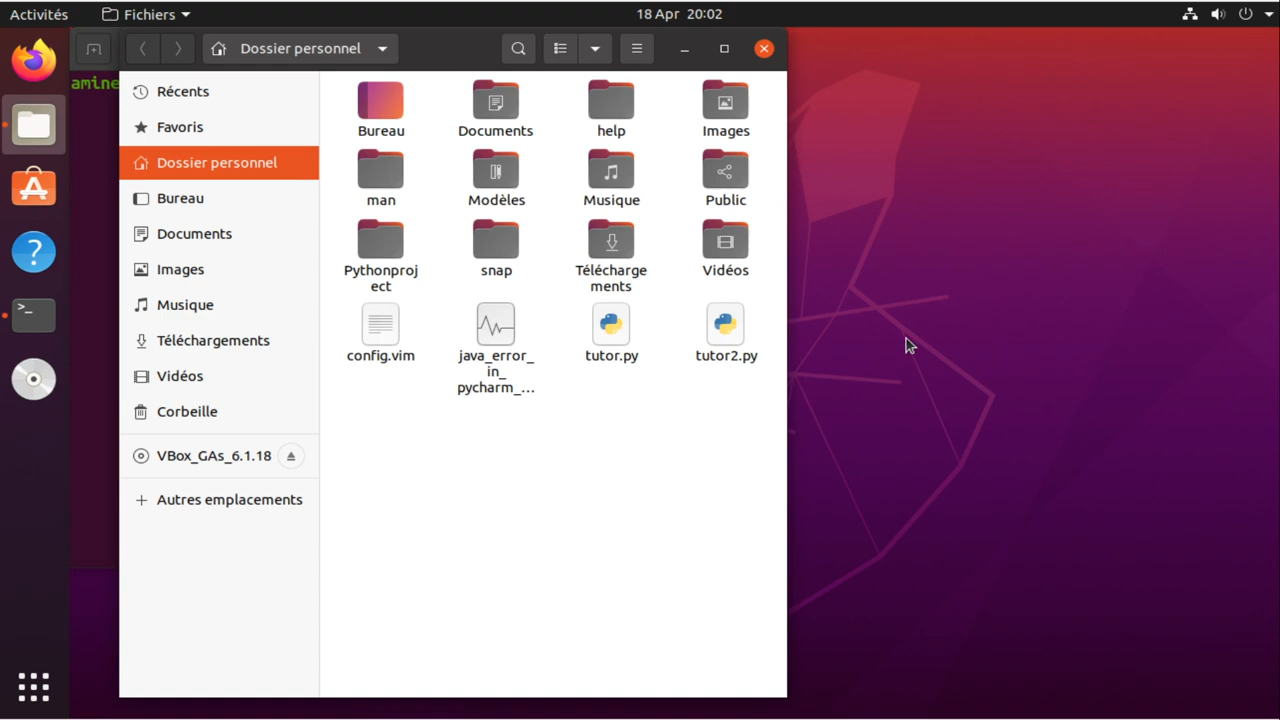 Activités
Fichiers
18 Apr 20:02
Dossier personnel
amine
Récents
Favoris
Dossier personnel
Bureau
Documents
Images
Musique
Téléchargements
Vidéos
Corbeille
VBox_GAs_6.1.18
+ Autres emplacements
Bureau
Documents
help
Images
man
Modèles
Musique
Public
Pythonproj
ect
snap
Télécharge
ments
Vidéos
config.vim
java_error_
in_
pycharm_...
tutor.py
tutor2.py
>_
?